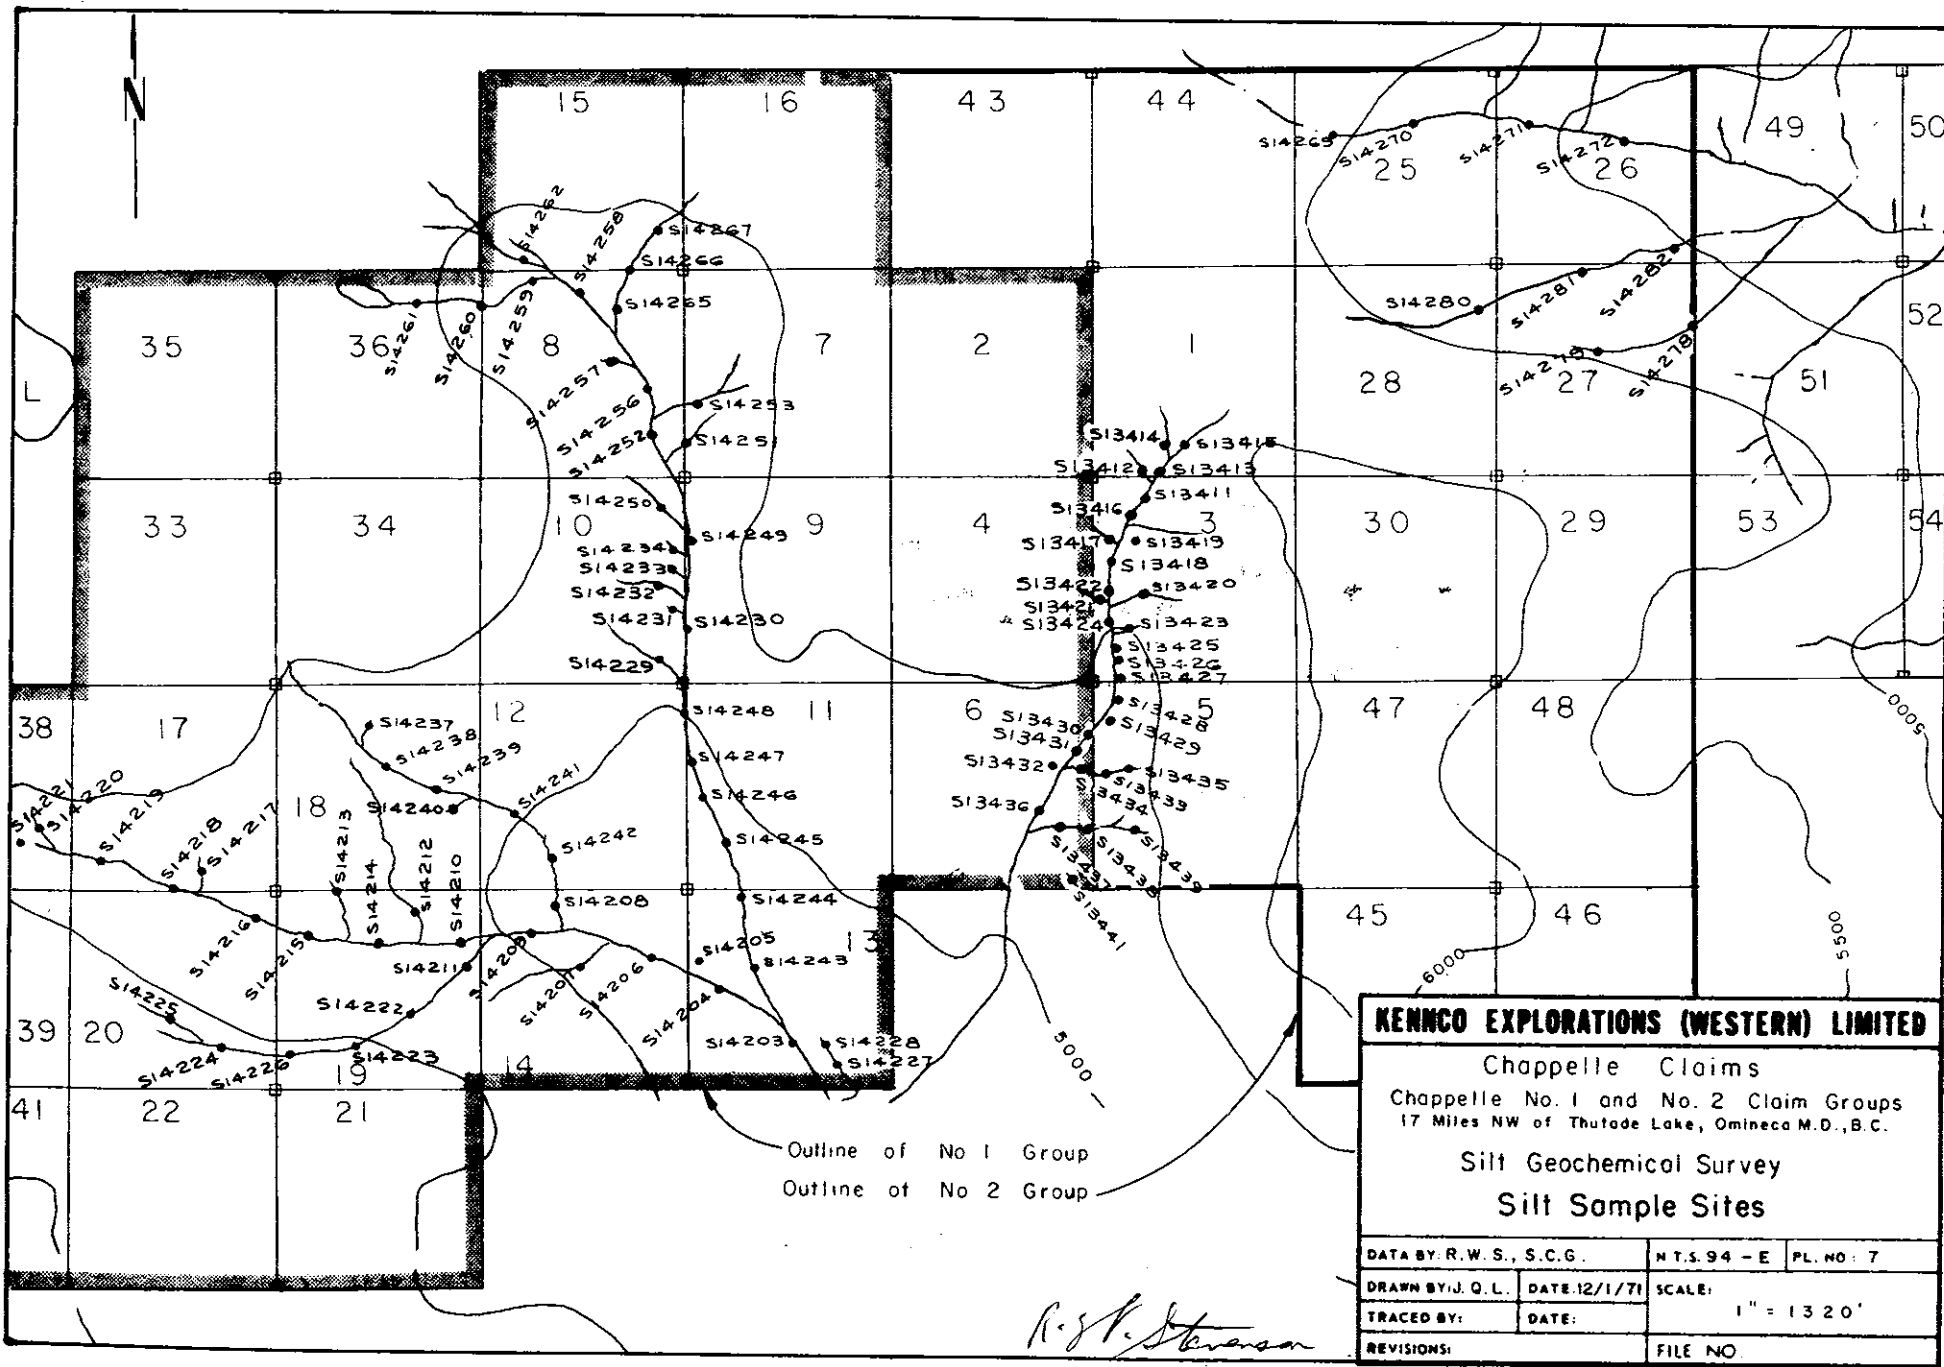 N
15
16
43
44
49
50
S14269
S14270
S14271
S14272
25
26
S14262
S14258
S14267
S14266
S14265
S14261
S14260
S14259
S14280
S14281
S14282
S14279
S14278
35
36
8
7
2
1
28
27
51
52
L
S14257
S14256
S14252
S14253
S14251
S13414
S13415
S13412
S13413
S13411
S13416
33
34
10
9
4
3
30
29
53
54
S14250
S14249
S14234
S14233
S14232
S14231
S14230
S14229
S13417
S13419
S13418
S13422
S13420
S13421
S13424
S13423
S13425
S13426
S13427
38
17
12
11
6
5
47
48
5000
S14248
S14247
S14246
S14245
S14244
S14243
S14237
S14238
S14239
S14240
S14241
S14242
S13428
S13429
S13430
S13431
S13432
S13435
S13433
S13434
S13436
S13437
S13438
S13439
S13441
S14221
S14220
S14219
S14218
S14217
18
S14213
S14214
S14212
S14210
S14208
S14216
S14215
S14211
S14209
S14207
S14206
S14205
S14204
13
45
46
6000
5500
S14225
S14222
S14224
S14226
S14223
S14203
S14228
S14227
39
20
19
14
5000
41
22
21
Outline of No 1 Group
Outline of No 2 Group
KENNCO EXPLORATIONS (WESTERN) LIMITED
Chappelle Claims
Chappelle No. 1 and No. 2 Claim Groups
17 Miles NW of Thutade Lake, Omineca M.D., B.C.
Silt Geochemical Survey
Silt Sample Sites
DATA BY: R.W.S., S.C.G.
N.T.S. 94 - E
PL. NO: 7
DRAWN BY: J.Q.L.
DATE: 12/1/71
SCALE:
1" = 1320'
TRACED BY:
DATE:
REVISIONS:
FILE NO.